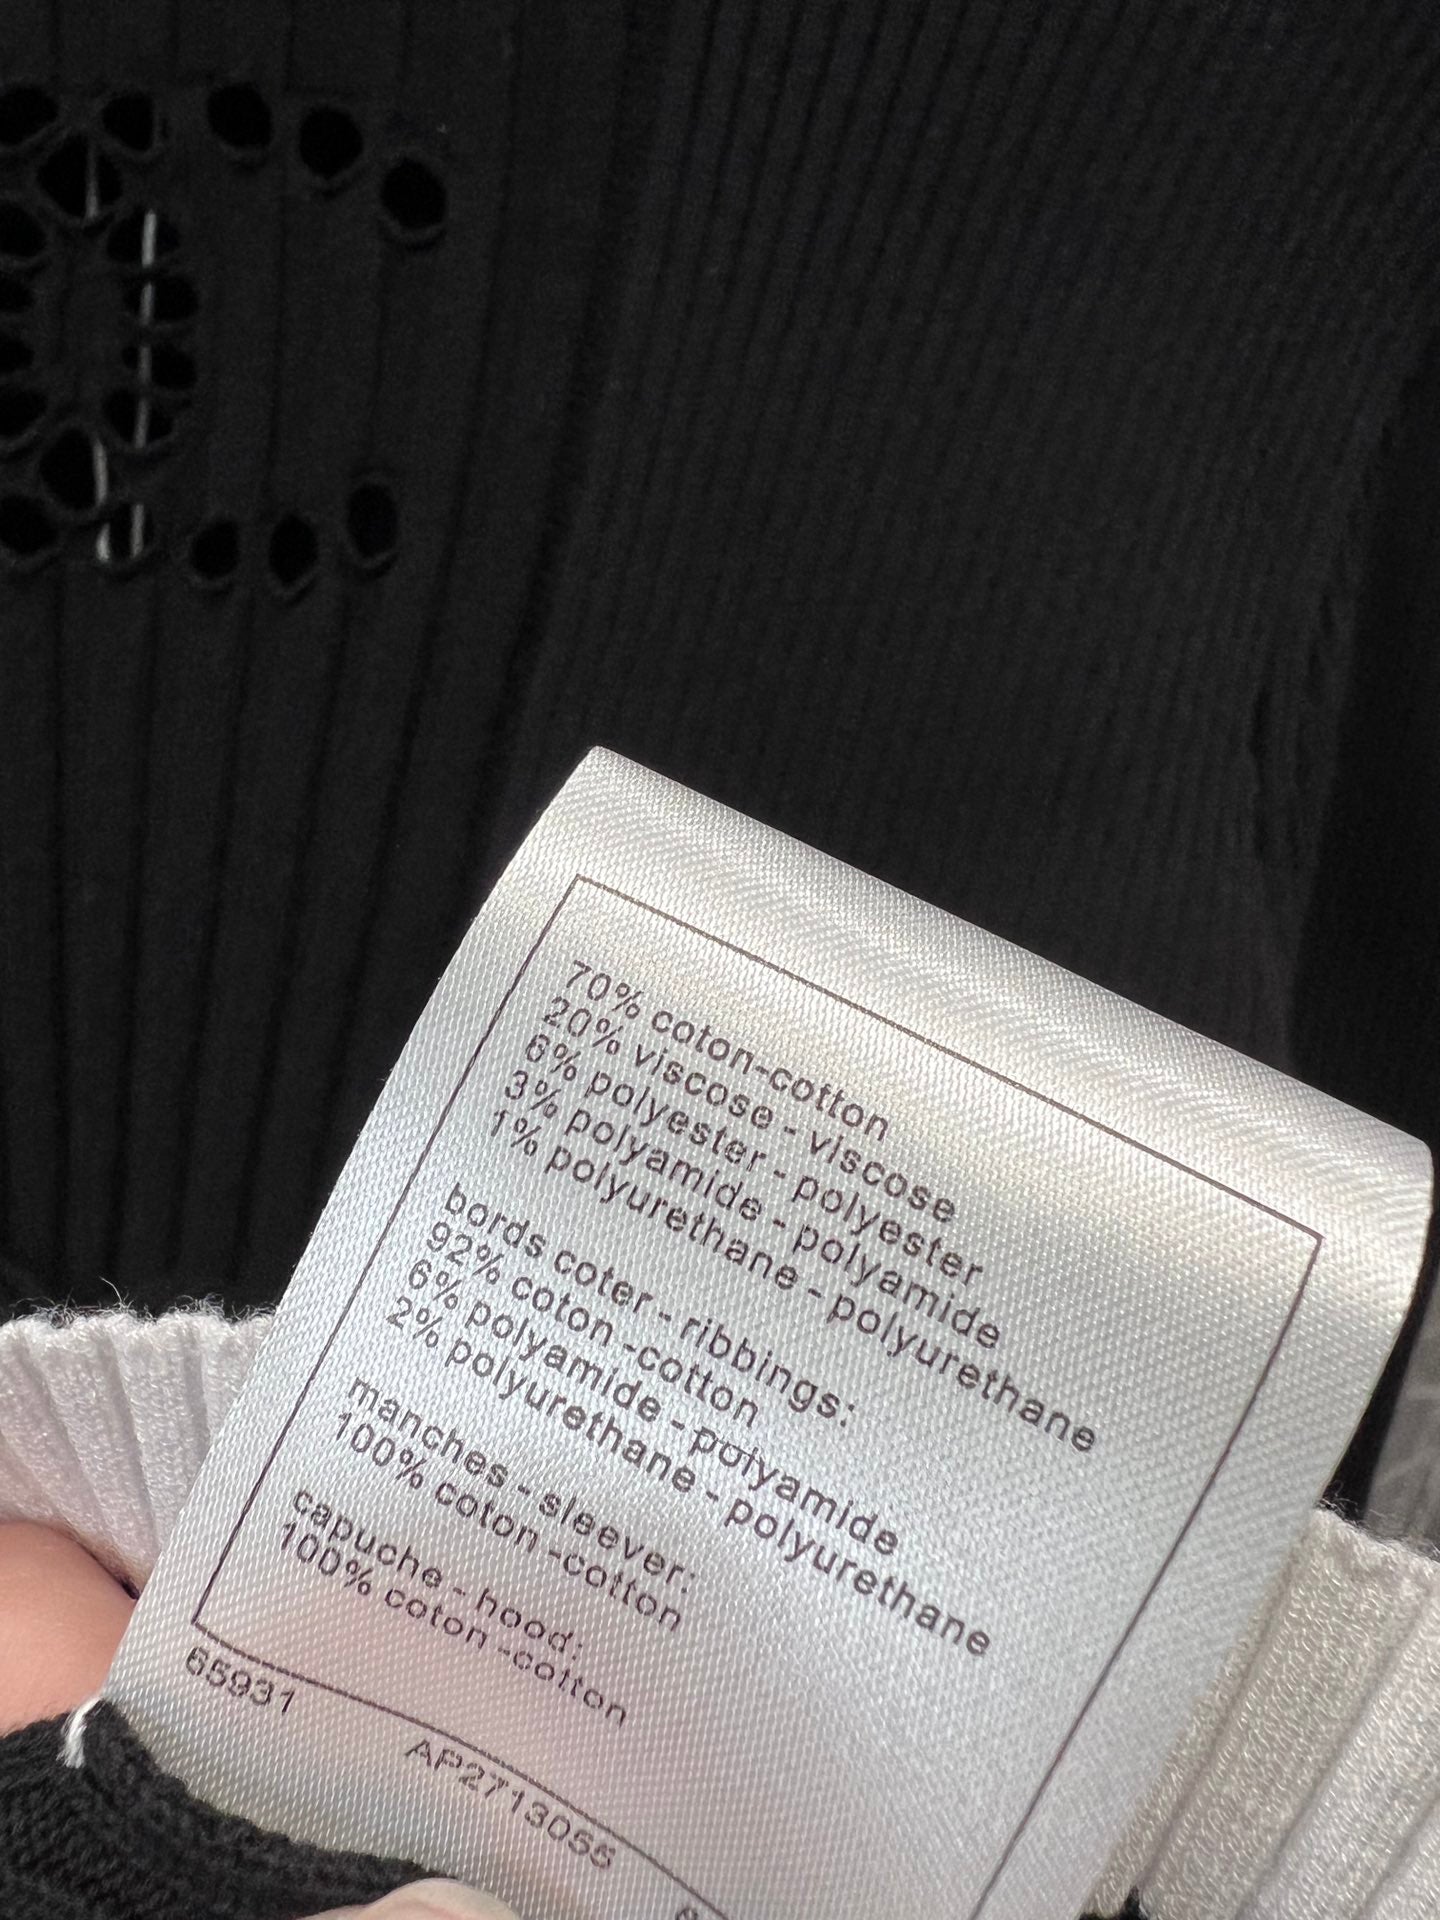 70% coton-cotton
20% viscose - viscose
6% polyester - polyester
3% polyamide - polyamide
1% polyurethane - polyurethane
bords coter - ribbings:
92% coton -cotton
6% polyamide - polyamide
2% polyurethane - polyurethane
manches - sleever:
100% coton -cotton
capuche - hood:
100% coton -cotton
65931
AP2713055